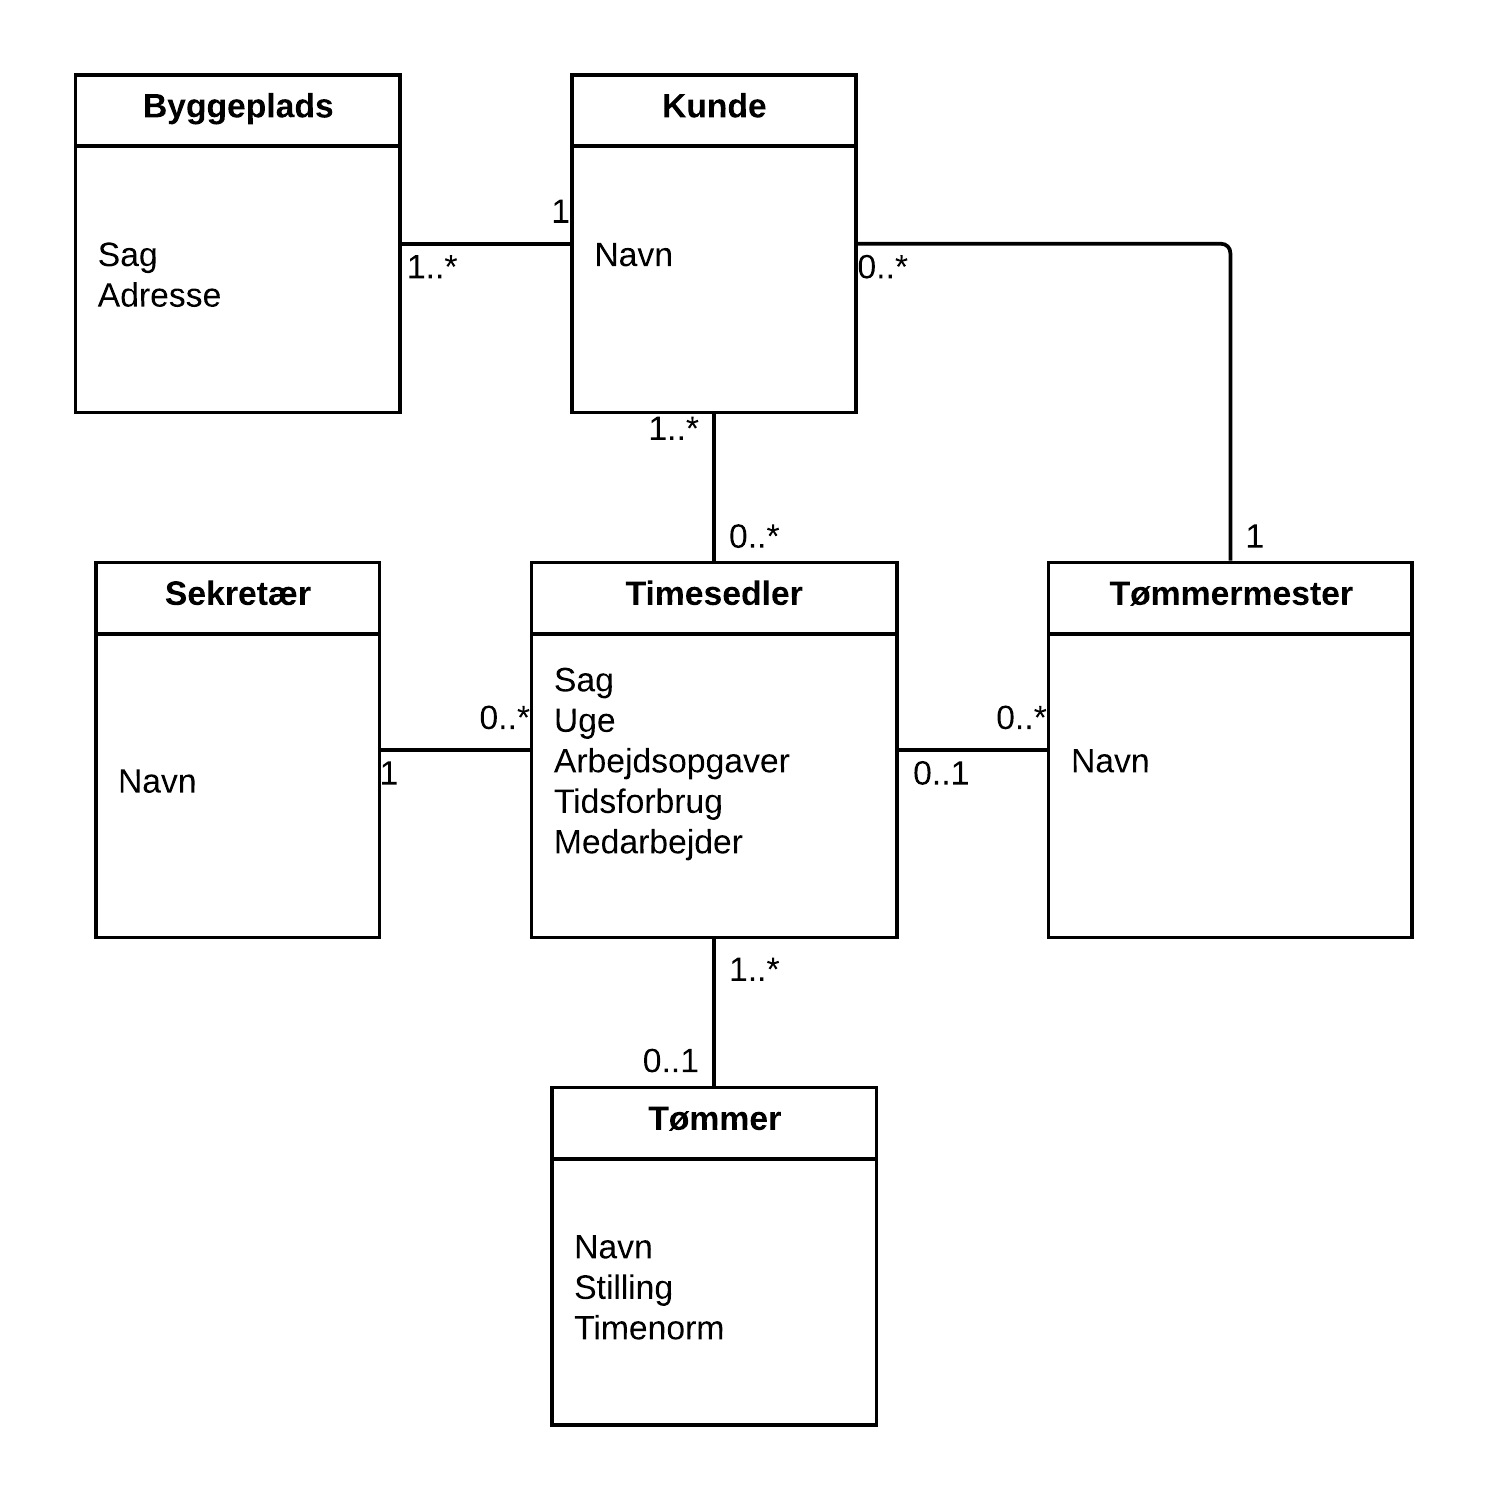 Byggeplads
Sag
Adresse
1
1..*
Kunde
Navn
0..*
1..*
0..*
1
Sekretær
Navn
0..*
1
Timesedler
Sag
Uge
Arbejdsopgaver
Tidsforbrug
Medarbejder
0..*
0..1
Tømmermester
Navn
1..*
0..1
Tømmer
Navn
Stilling
Timenorm